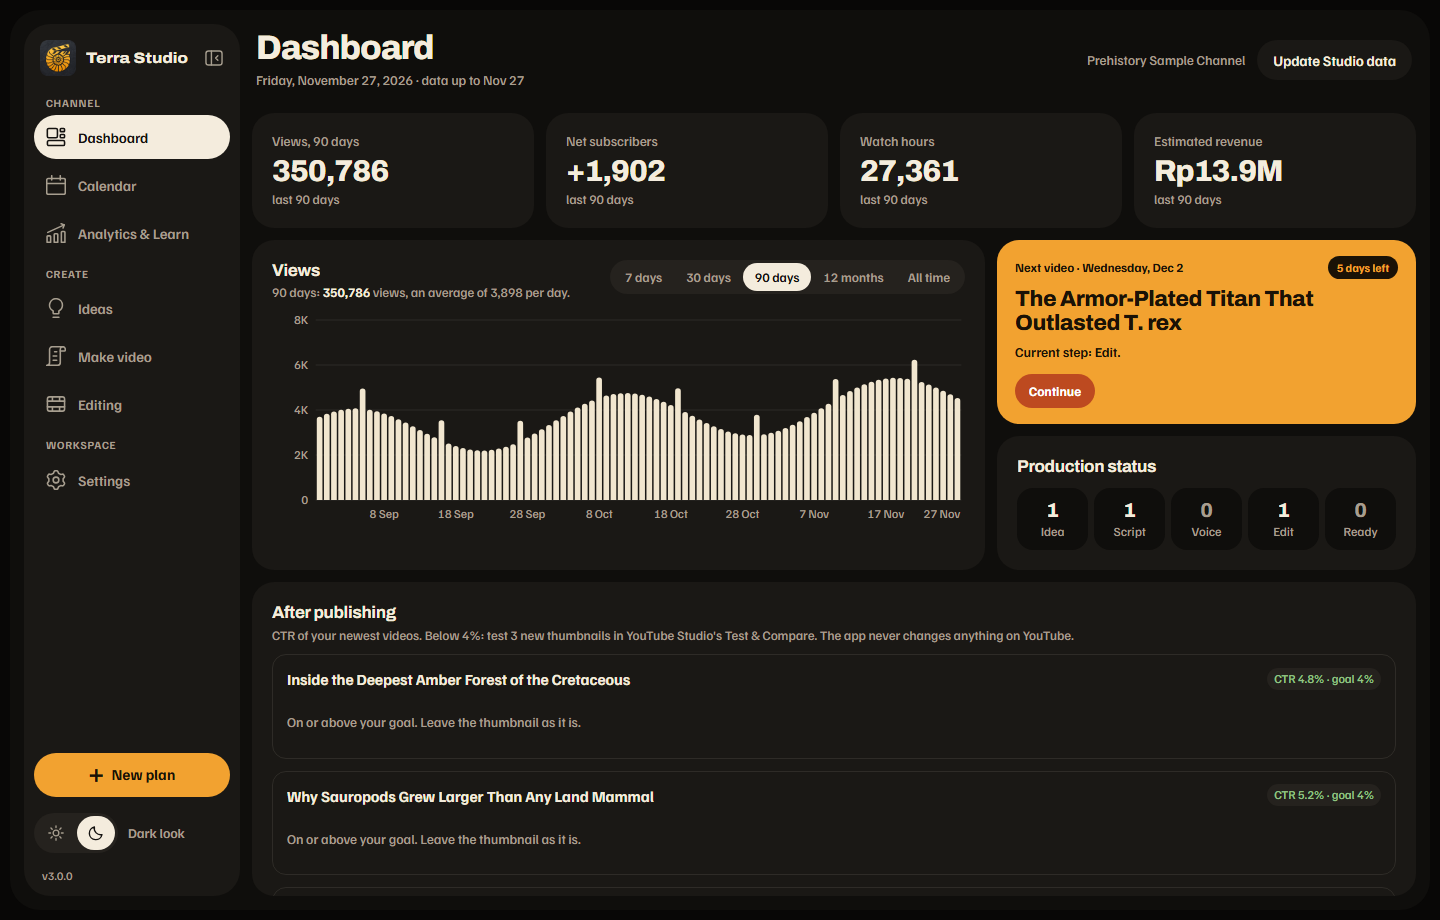 Terra Studio
CHANNEL
Dashboard
Calendar
Analytics & Learn
CREATE
Ideas
Make video
Editing
WORKSPACE
Settings
New plan
Dark look
v3.0.0
Dashboard
Friday, November 27, 2026 · data up to Nov 27
Prehistory Sample Channel
Update Studio data
Views, 90 days
350,786
last 90 days
Net subscribers
+1,902
last 90 days
Watch hours
27,361
last 90 days
Estimated revenue
Rp13.9M
last 90 days
Views
90 days: 350,786 views, an average of 3,898 per day.
7 days
30 days
90 days
12 months
All time
8K
6K
4K
2K
0
8 Sep
18 Sep
28 Sep
8 Oct
18 Oct
28 Oct
7 Nov
17 Nov
27 Nov
Next video · Wednesday, Dec 2
5 days left
The Armor-Plated Titan That
Outlasted T. rex
Current step: Edit.
Continue
Production status
1
Idea
1
Script
0
Voice
1
Edit
0
Ready
After publishing
CTR of your newest videos. Below 4%: test 3 new thumbnails in YouTube Studio's Test & Compare. The app never changes anything on YouTube.
Inside the Deepest Amber Forest of the Cretaceous
CTR 4.8% · goal 4%
On or above your goal. Leave the thumbnail as it is.
Why Sauropods Grew Larger Than Any Land Mammal
CTR 5.2% · goal 4%
On or above your goal. Leave the thumbnail as it is.